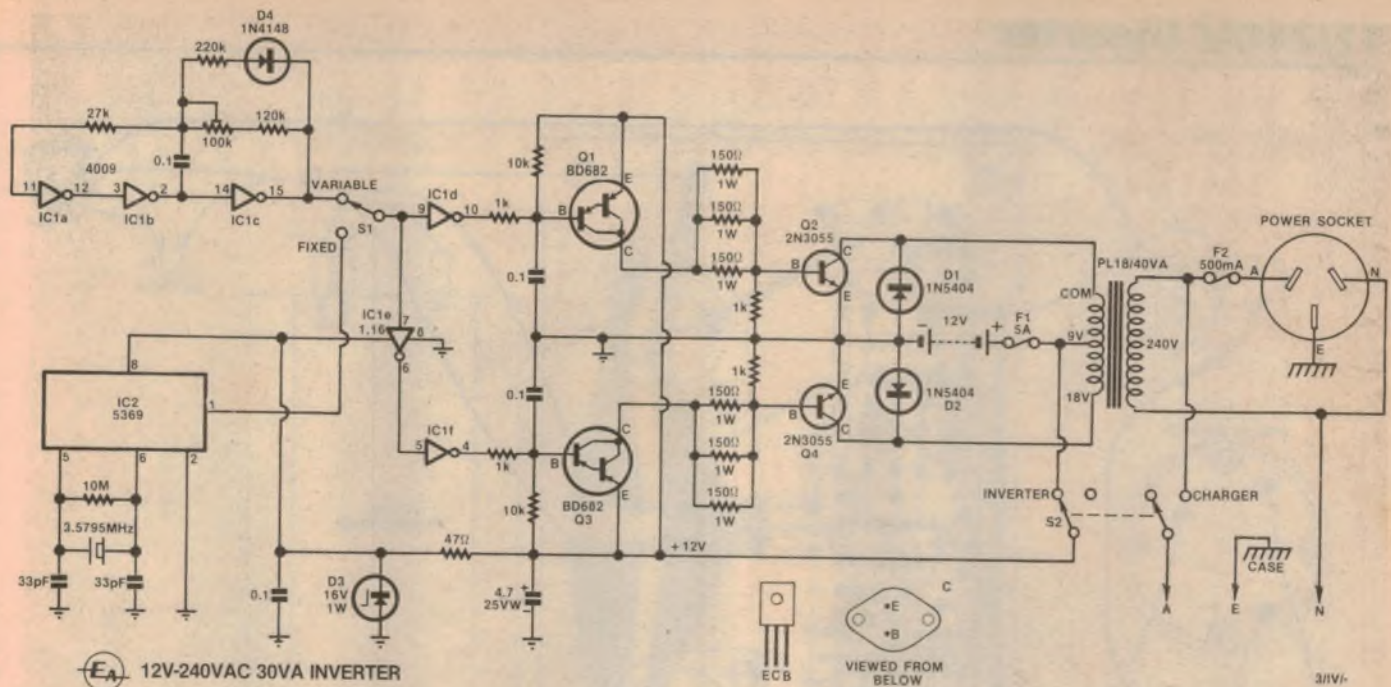 D4
1N4148
220k
27k
100k
120k
0.1
4009
11
12
IC1a
3
2
IC1b
14
15
IC1c
VARIABLE
S1
FIXED
9
10
IC1d
1k
10k
Q1
BD682
B
E
C
0.1
7
8
IC1e
1,16
6
8
IC2
5369
1
5
6
2
10M
3.5795MHz
33pF
33pF
5
4
IC1f
1k
0.1
B
C
E
BD682
Q3
10k
47Ω
+12V
0.1
D3
16V
1W
4.7
25VW
+
-
150Ω
1W
150Ω
1W
150Ω
1W
1k
1k
150Ω
1W
150Ω
1W
150Ω
1W
Q2
2N3055
B
C
E
B
E
C
2N3055
Q4
D1
1N5404
1N5404
D2
-
12V
+
F1
5A
PL18/40VA
COM
9V
18V
240V
F2
500mA
POWER SOCKET
A
N
E
INVERTER
CHARGER
S2
CASE
A
E
N
ECB
C
E
B
VIEWED FROM
BELOW
EA
12V-240VAC 30VA INVERTER
3/IV/-